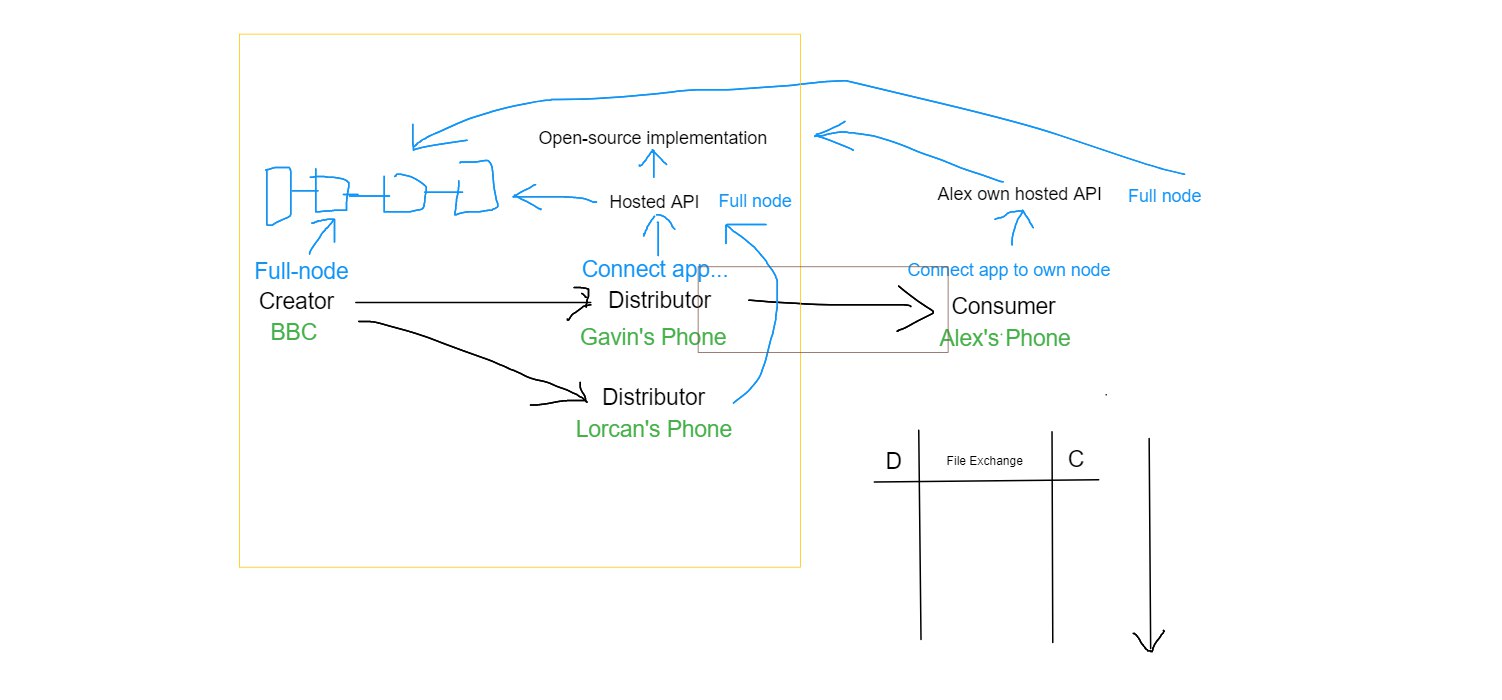 Open-source implementation
Hosted API
Full node
Alex own hosted API
Full node
Full-node
Creator
BBC
Connect app...
Distributor
Gavin's Phone
Connect app to own node
Consumer
Alex's Phone
Distributor
Lorcan's Phone
D
File Exchange
C